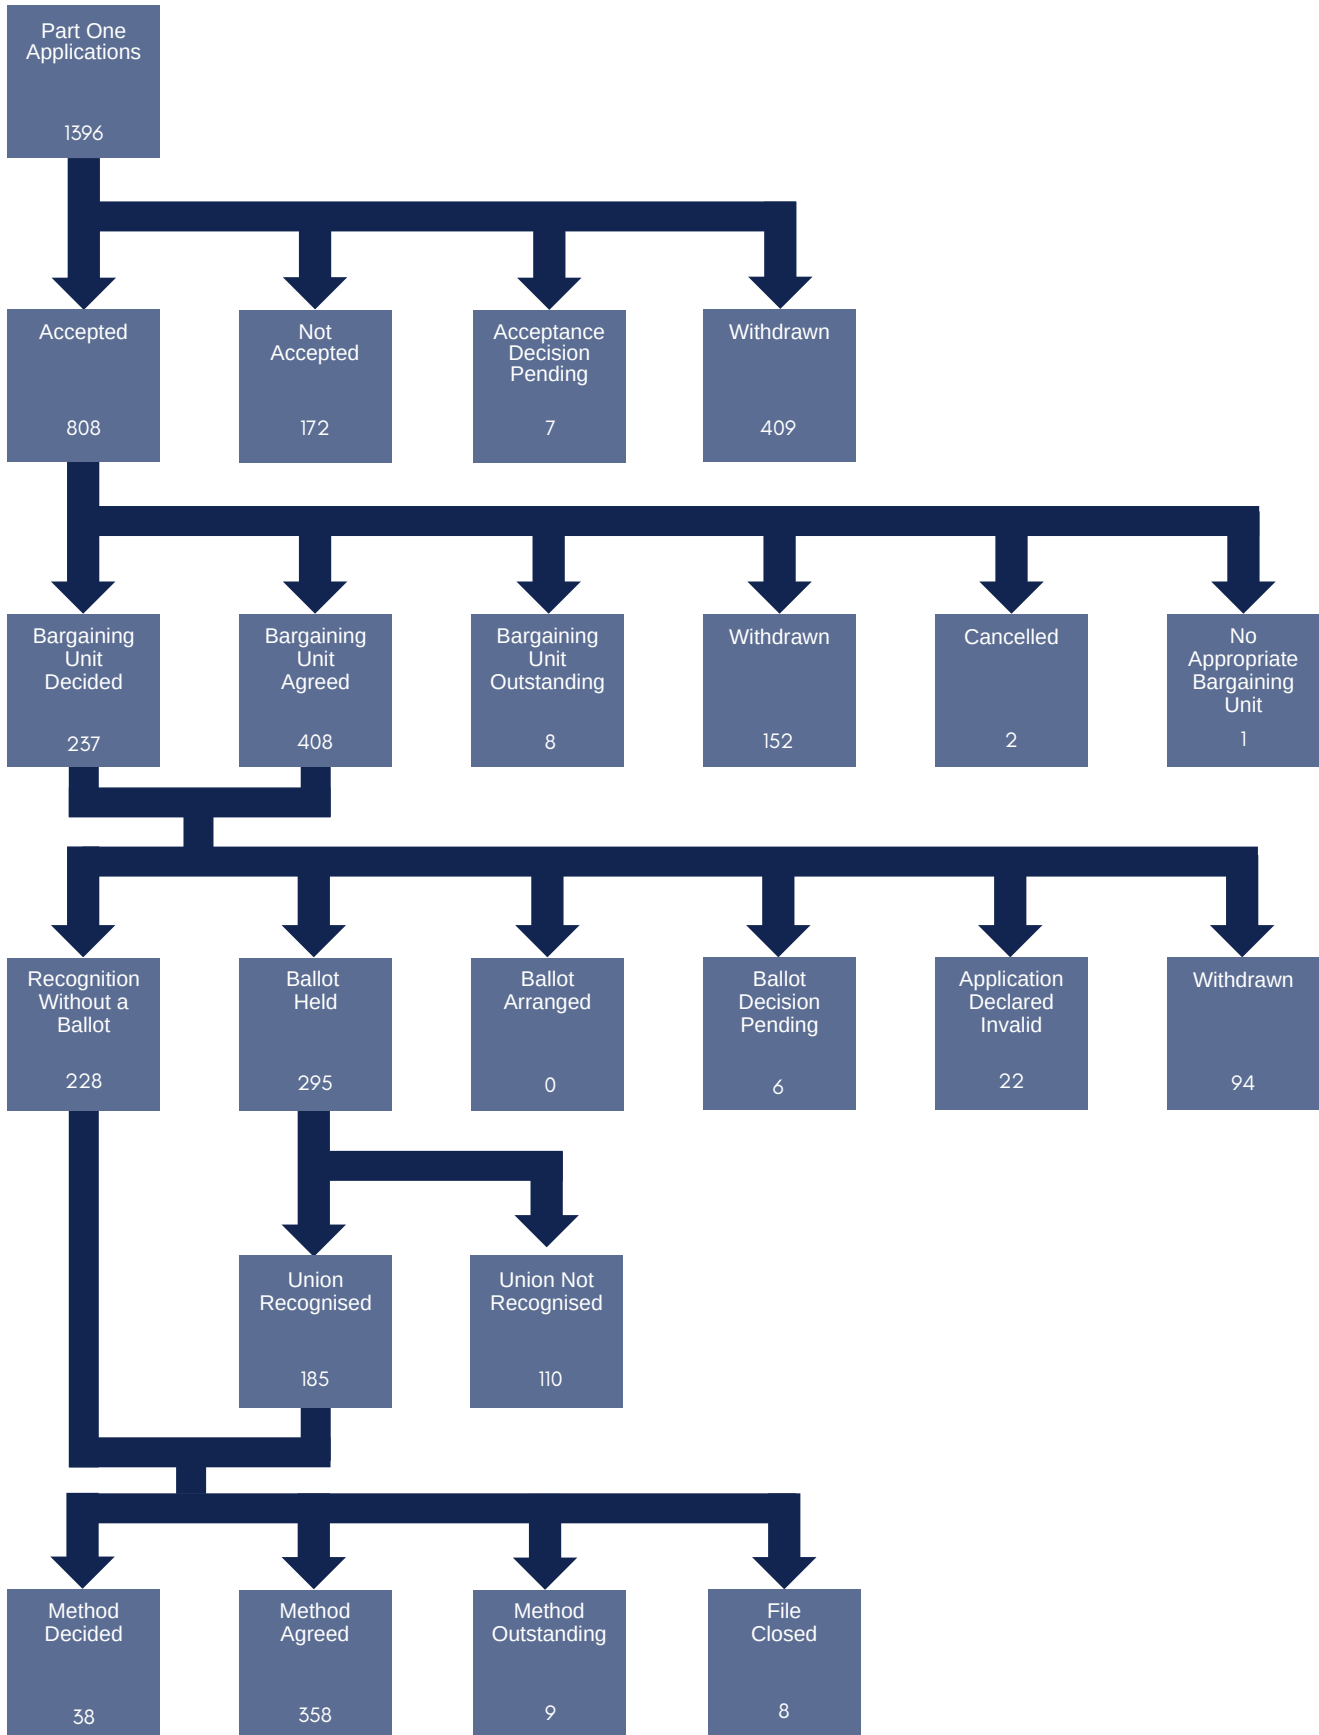 Part One
Applications
1396
Accepted
808
Not
Accepted
172
Acceptance
Decision
Pending
7
Withdrawn
409
Bargaining
Unit
Decided
237
Bargaining
Unit
Agreed
408
Bargaining
Unit
Outstanding
8
Withdrawn
152
Cancelled
2
No
Appropriate
Bargaining
Unit
1
Recognition
Without a
Ballot
228
Ballot
Held
295
Ballot
Arranged
0
Ballot
Decision
Pending
6
Application
Declared
Invalid
22
Withdrawn
94
Union
Recognised
185
Union Not
Recognised
110
Method
Decided
38
Method
Agreed
358
Method
Outstanding
9
File
Closed
8